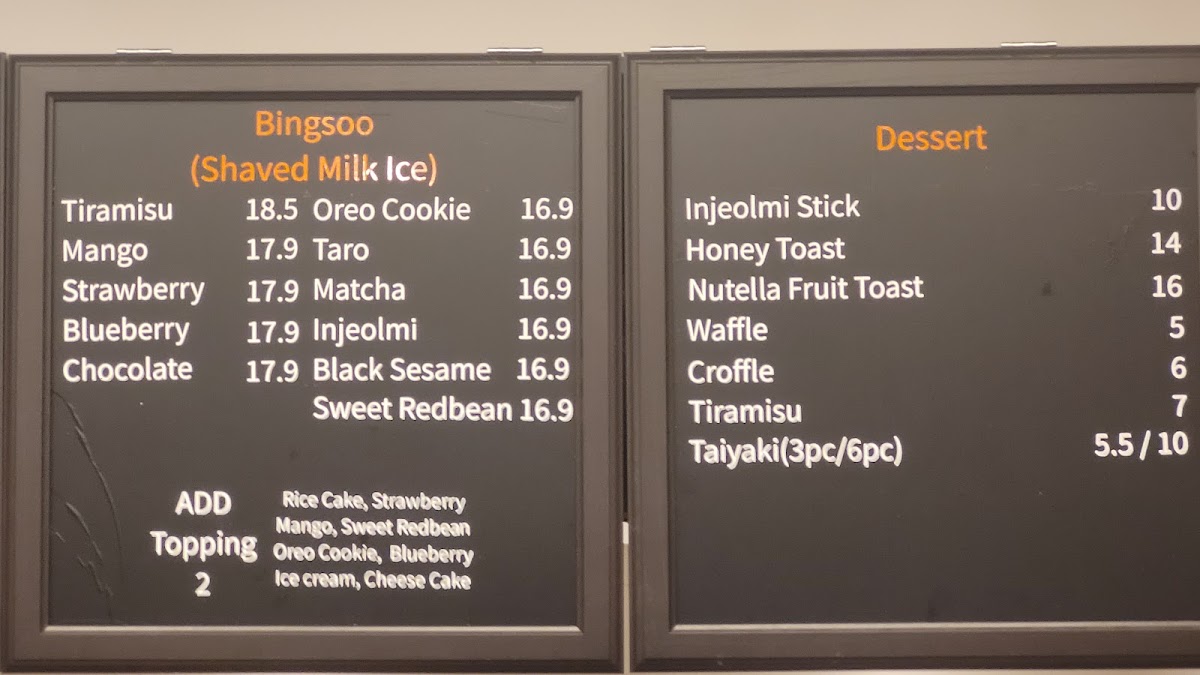 Bingsoo
(Shaved Milk Ice)
Tiramisu 18.5 Oreo Cookie 16.9
Mango 17.9 Taro 16.9
Strawberry 17.9 Matcha 16.9
Blueberry 17.9 Injeolmi 16.9
Chocolate 17.9 Black Sesame 16.9
Sweet Redbean 16.9
ADD
Topping
2
Rice Cake, Strawberry
Mango, Sweet Redbean
Oreo Cookie, Blueberry
Ice cream, Cheese Cake
Dessert
Injeolmi Stick 10
Honey Toast 14
Nutella Fruit Toast 16
Waffle 5
Croffle 6
Tiramisu 7
Taiyaki(3pc/6pc) 5.5 / 10